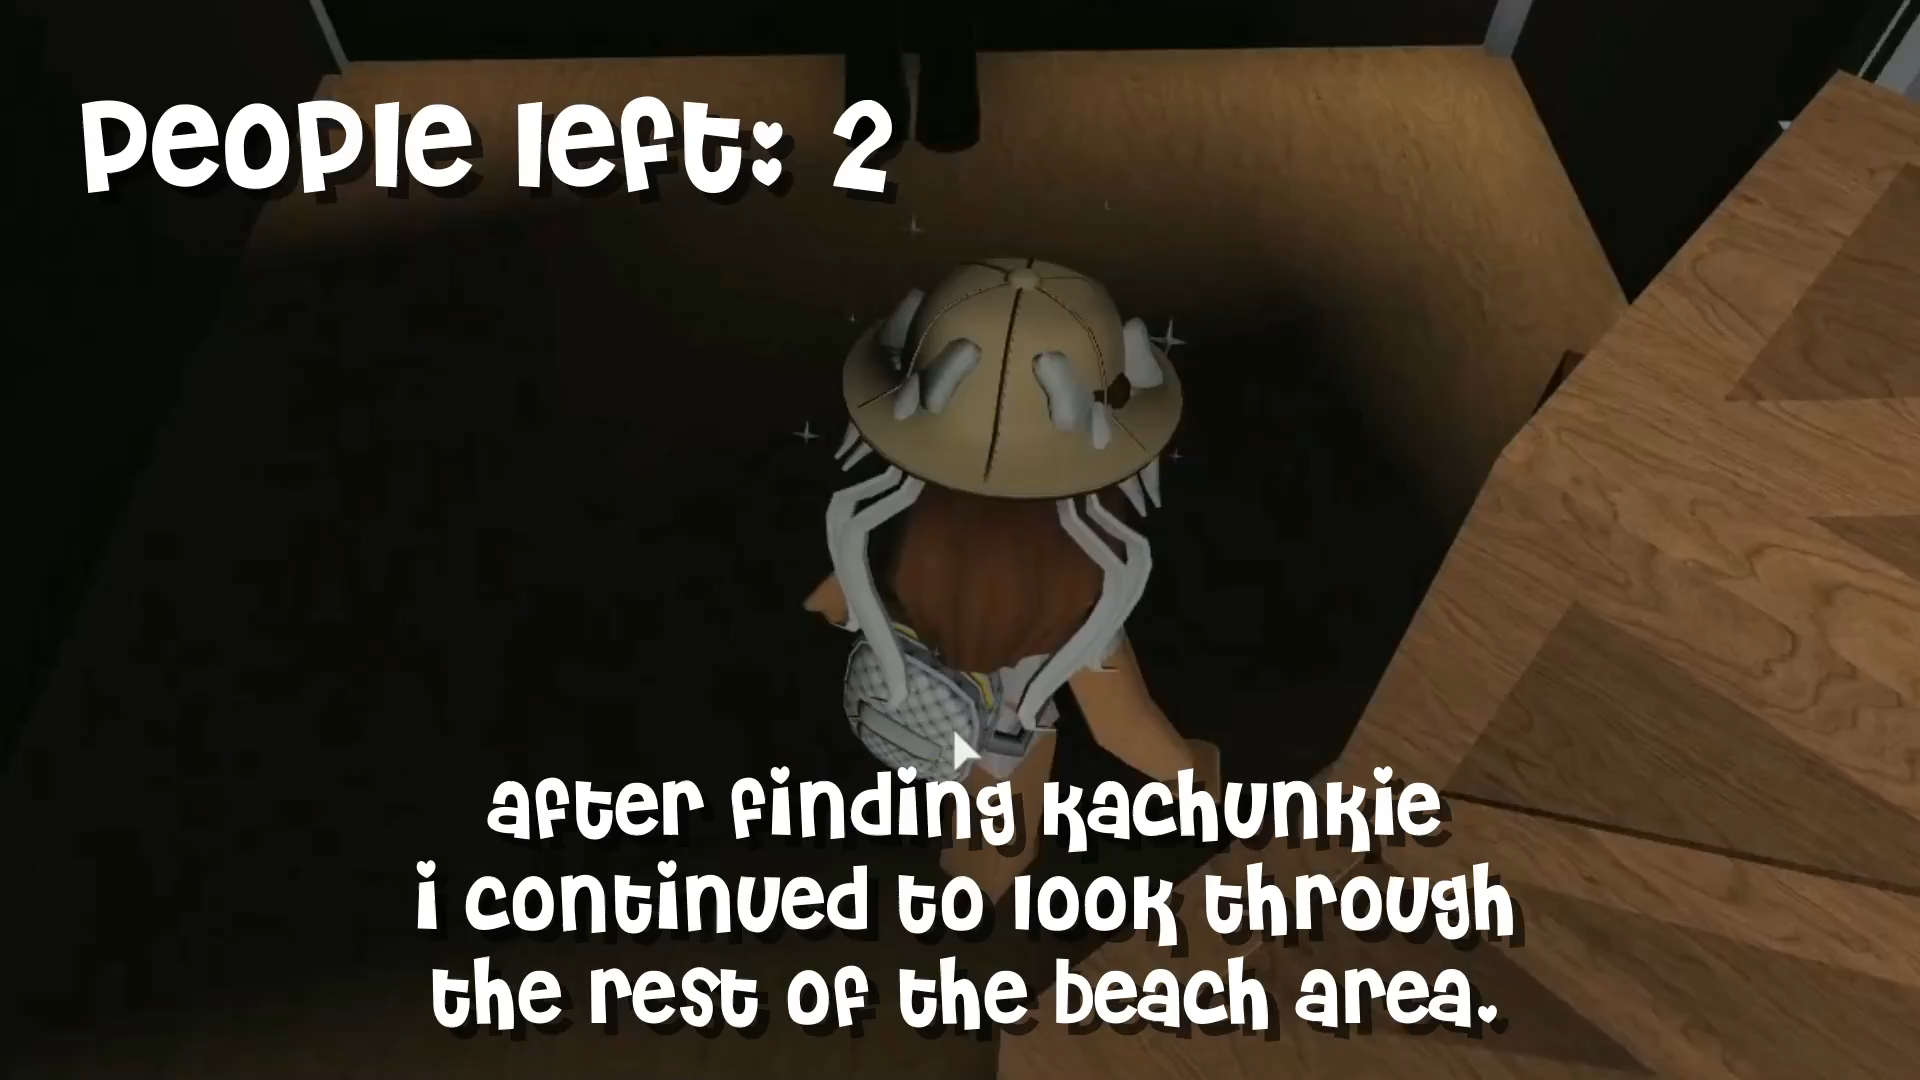 People left: 2
after finding kachunkie
i continued to look through
the rest of the beach area.